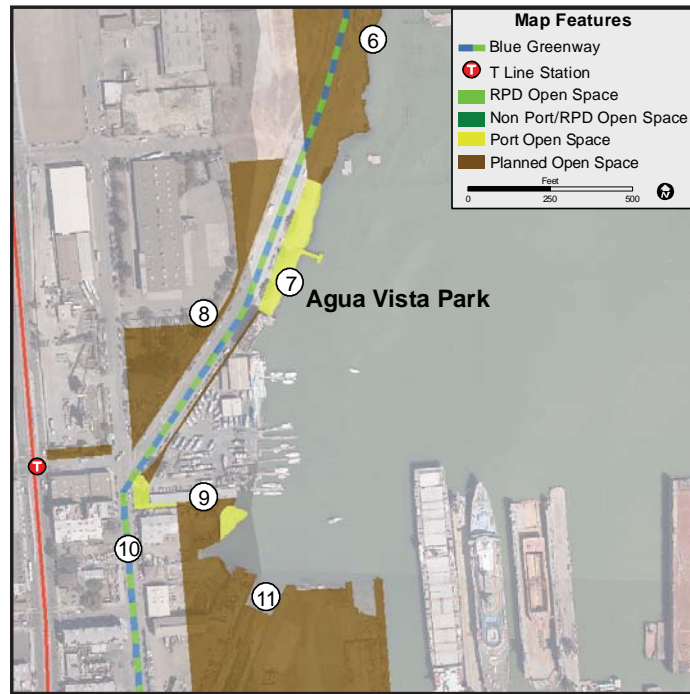 Map Features
Blue Greenway
T
T Line Station
RPD Open Space
Non Port/RPD Open Space
Port Open Space
Planned Open Space
Feet
0 250 500
N
6
7
Agua Vista Park
8
T
9
10
11